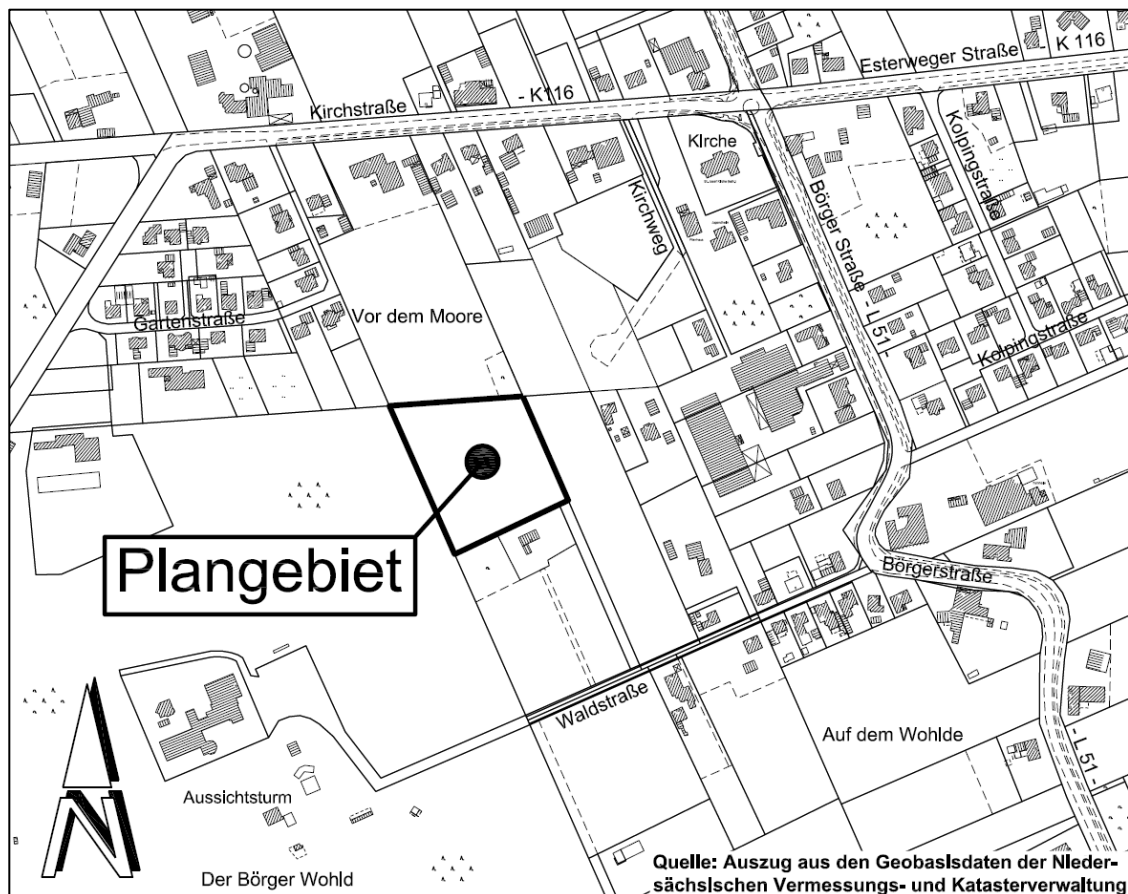 K 116
Esterweger Straße
Kirchstraße
- K116
Kirche
Kolpingstraße
Kirchweg
Börger Straße
- L 51 -
Gartenstraße
Vor dem Moore
Kolpingstraße
Plangebiet
Börgerstraße
Waldstraße
Auf dem Wohlde
- L 51 -
Aussichtsturm
Der Börger Wohld
N
Quelle: Auszug aus den Geobasisdaten der Nieder-
sächsischen Vermessungs- und Katasterverwaltung